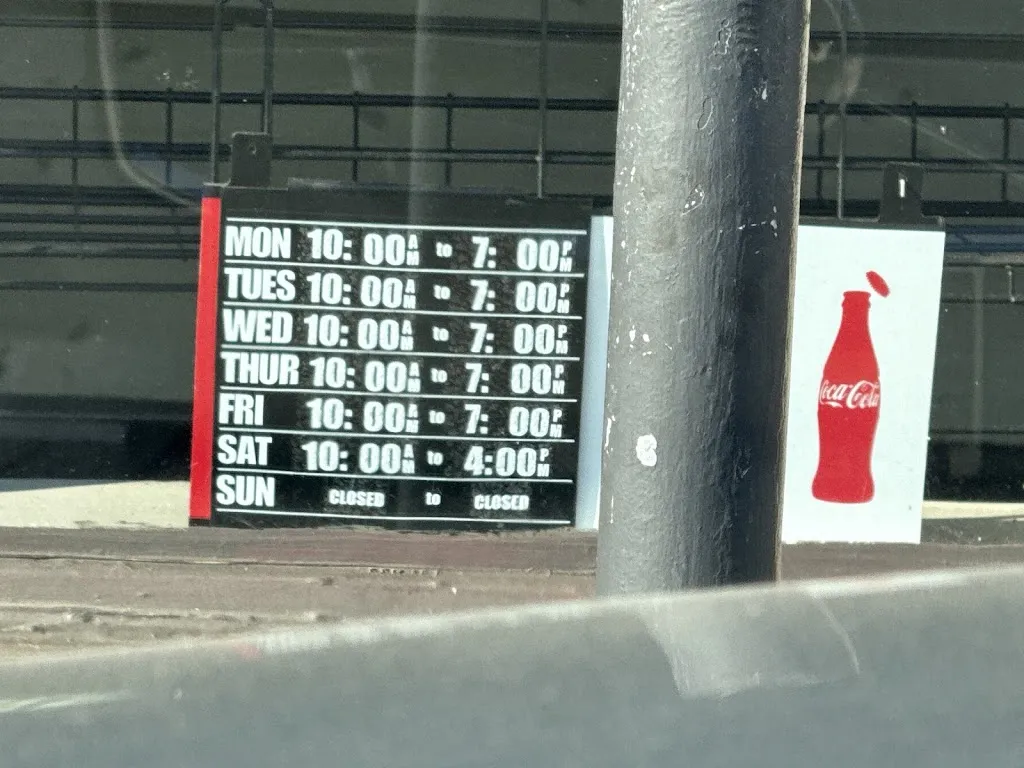 MON 10: 00AM to 7: 00PM
TUES 10: 00AM to 7: 00PM
WED 10: 00AM to 7: 00PM
THUR 10: 00AM to 7: 00PM
FRI 10: 00AM to 7: 00PM
SAT 10: 00AM to 4:00PM
SUN CLOSED to CLOSED
Coca-Cola